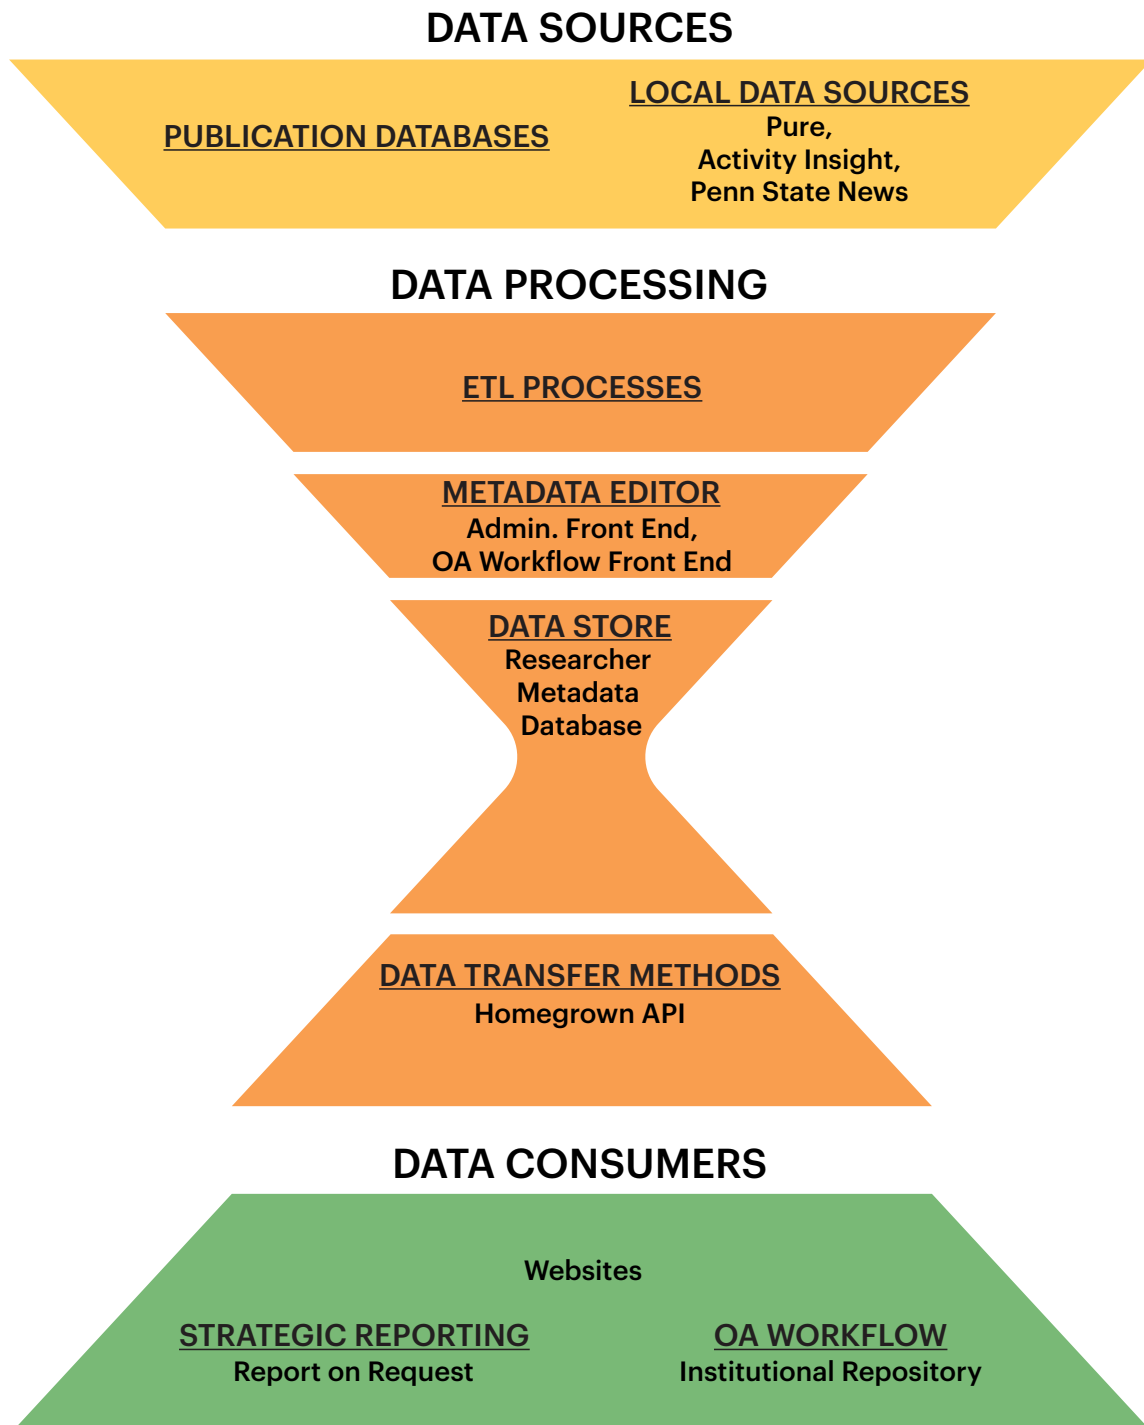 DATA SOURCES
PUBLICATION DATABASES
LOCAL DATA SOURCES
Pure,
Activity Insight,
Penn State News
DATA PROCESSING
ETL PROCESSES
METADATA EDITOR
Admin. Front End,
OA Workflow Front End
DATA STORE
Researcher
Metadata
Database
DATA TRANSFER METHODS
Homegrown API
DATA CONSUMERS
Websites
STRATEGIC REPORTING
Report on Request
OA WORKFLOW
Institutional Repository